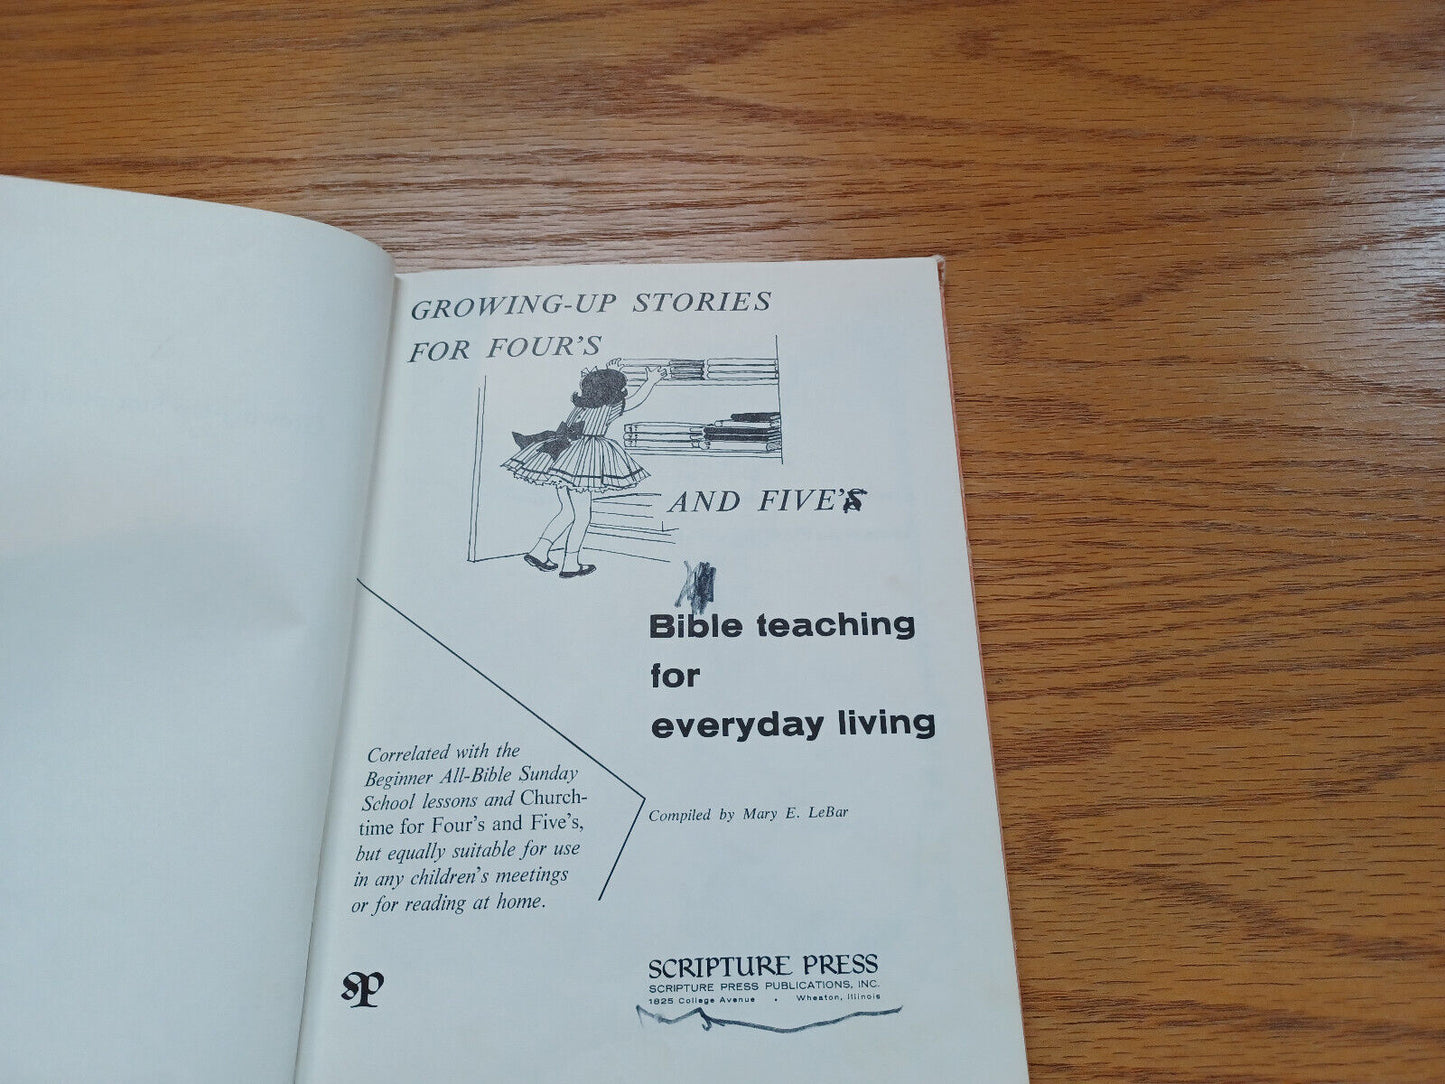 GROWING-UP STORIES
FOR FOUR'S
AND FIVE'S
Bible teaching
for
everyday living
Correlated with the
Beginner All-Bible Sunday
School lessons and Church-
time for Four's and Five's,
but equally suitable for use
in any children's meetings
or for reading at home.
Compiled by Mary E. LeBar
SP
SCRIPTURE PRESS
SCRIPTURE PRESS PUBLICATIONS, INC.
1825 College Avenue • Wheaton, Illinois